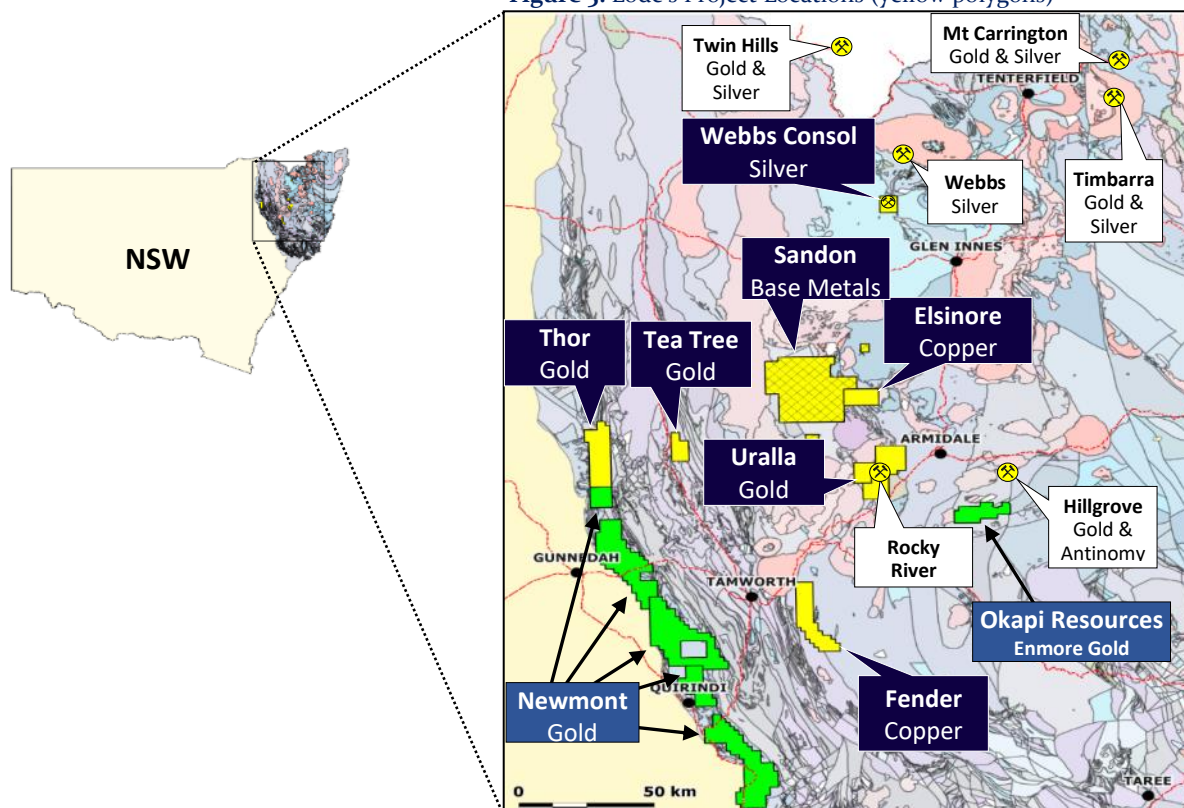 Figure 3. Lode's Project Locations (yellow polygons)
NSW
Twin Hills
Gold &
Silver
Mt Carrington
Gold & Silver
TENTERFIELD
Webbs Consol
Silver
Webbs
Silver
Timbarra
Gold &
Silver
GLEN INNES
Sandon
Base Metals
Elsinore
Copper
Thor
Gold
Tea Tree
Gold
ARMIDALE
Uralla
Gold
Hillgrove
Gold &
Antinomy
Rocky
River
GUNNEDAH
TAMWORTH
Okapi Resources
Enmore Gold
QUIRINDI
Newmont
Gold
Fender
Copper
0 50 km
TAREE